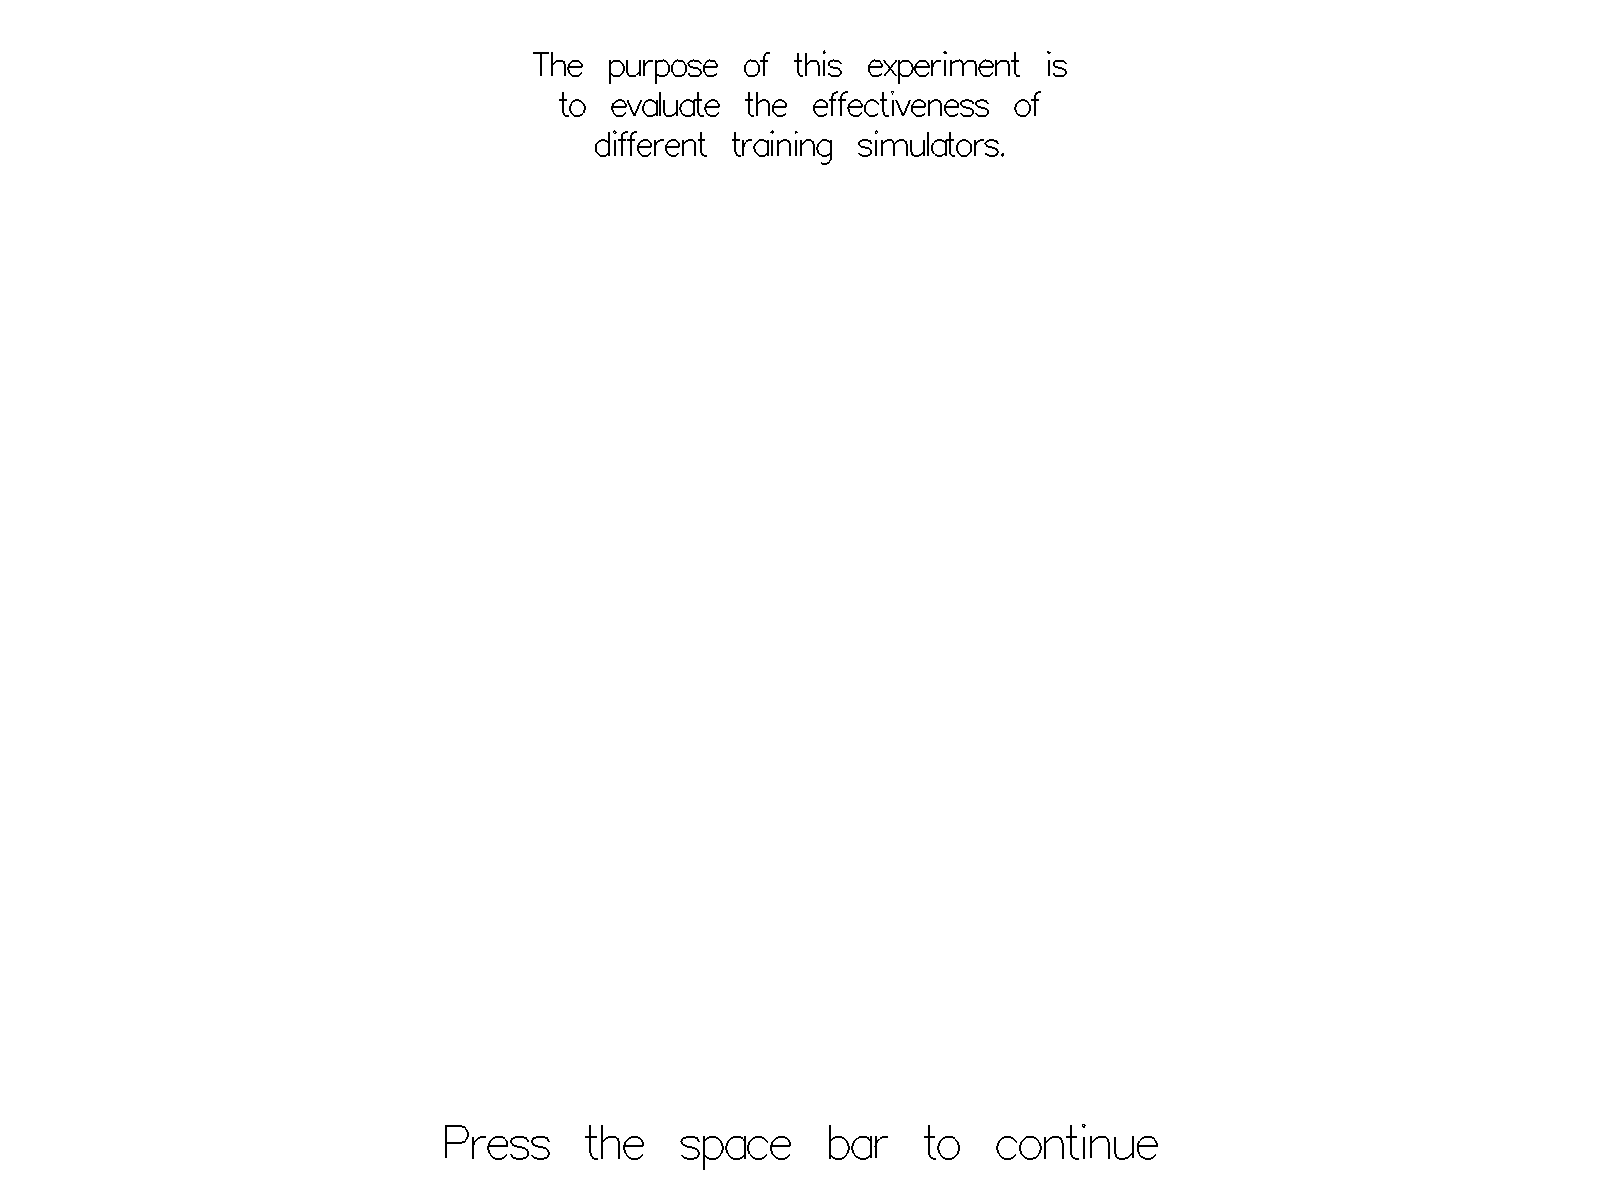 The purpose of this experiment is
to evaluate the effectiveness of
different training simulators.
Press the space bar to continue